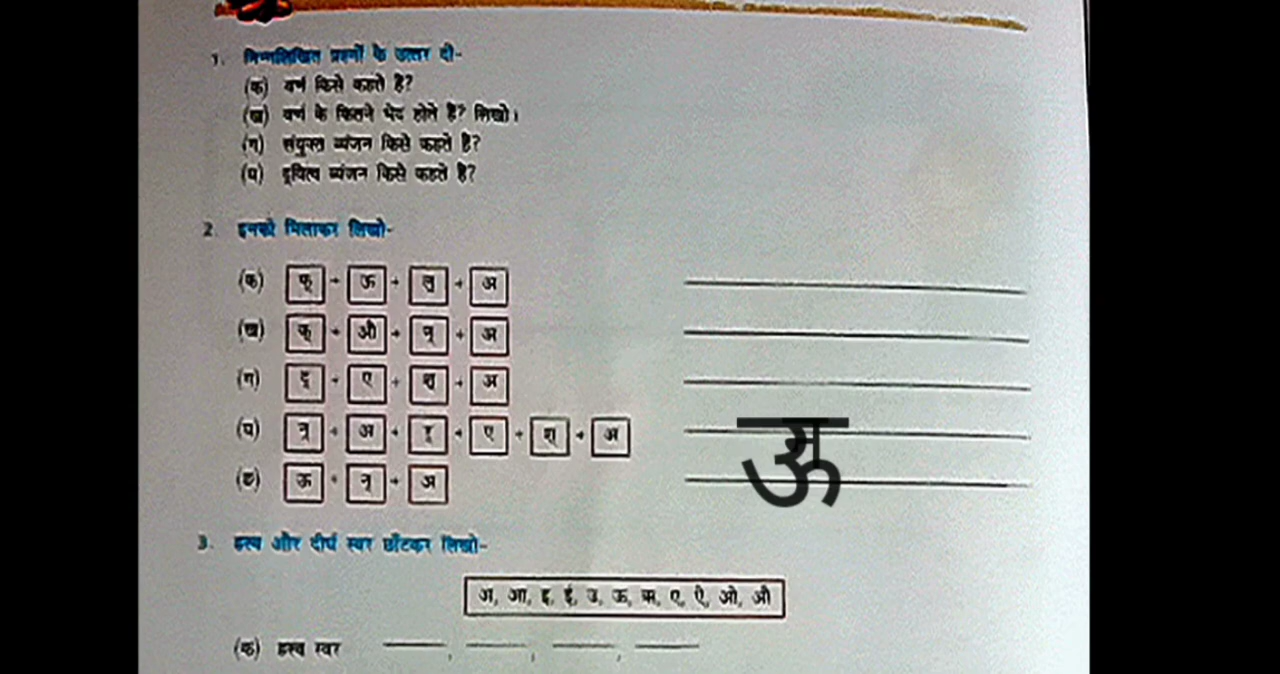 1. निम्नलिखित प्रश्नों के उत्तर दो-
(क) वर्ण किसे कहते हैं?
(ख) वर्ण के कितने भेद होते हैं? लिखो।
(ग) संयुक्त व्यंजन किसे कहते हैं?
(घ) द्वित्व व्यंजन किसे कहते हैं?
2. इनको मिलाकर लिखो-
(क) फ् + ऊ + ल् + अ
(ख) क् + औ + न् + अ
(ग) द् + ए + श् + अ
(घ) न् + अ + र् + ए + श् + अ
(ङ) ऊ + न् + अ
ऊ
3. ह्रस्व और दीर्घ स्वर छाँटकर लिखो-
अ, आ, इ, ई, उ, ऊ, ऋ, ए, ऐ, ओ, औ
(क) ह्रस्व स्वर